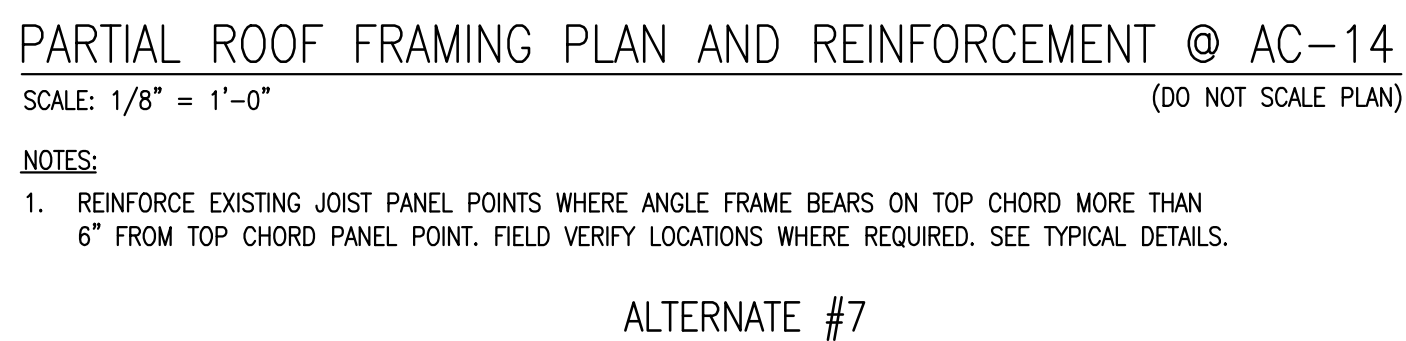 PARTIAL ROOF FRAMING PLAN AND REINFORCEMENT @ AC-14
SCALE: 1/8" = 1'-0" (DO NOT SCALE PLAN)
NOTES:
1. REINFORCE EXISTING JOIST PANEL POINTS WHERE ANGLE FRAME BEARS ON TOP CHORD MORE THAN
6" FROM TOP CHORD PANEL POINT. FIELD VERIFY LOCATIONS WHERE REQUIRED. SEE TYPICAL DETAILS.
ALTERNATE #7